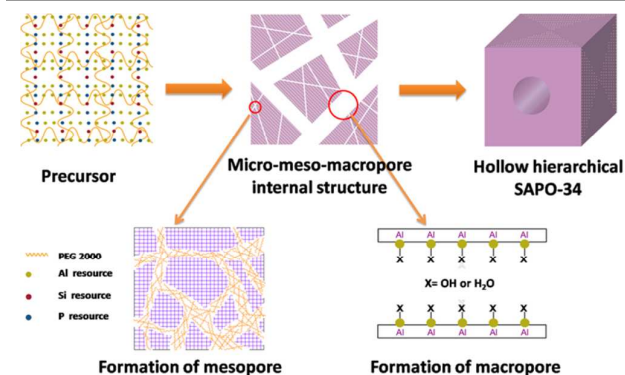 Precursor
Micro-meso-macropore
internal structure
Hollow hierarchical
SAPO-34
PEG 2000
Al resource
Si resource
P resource
Al Al Al Al Al
X X X X X
X= OH or H₂O
X X X X X
Al Al Al Al Al
Formation of mesopore
Formation of macropore